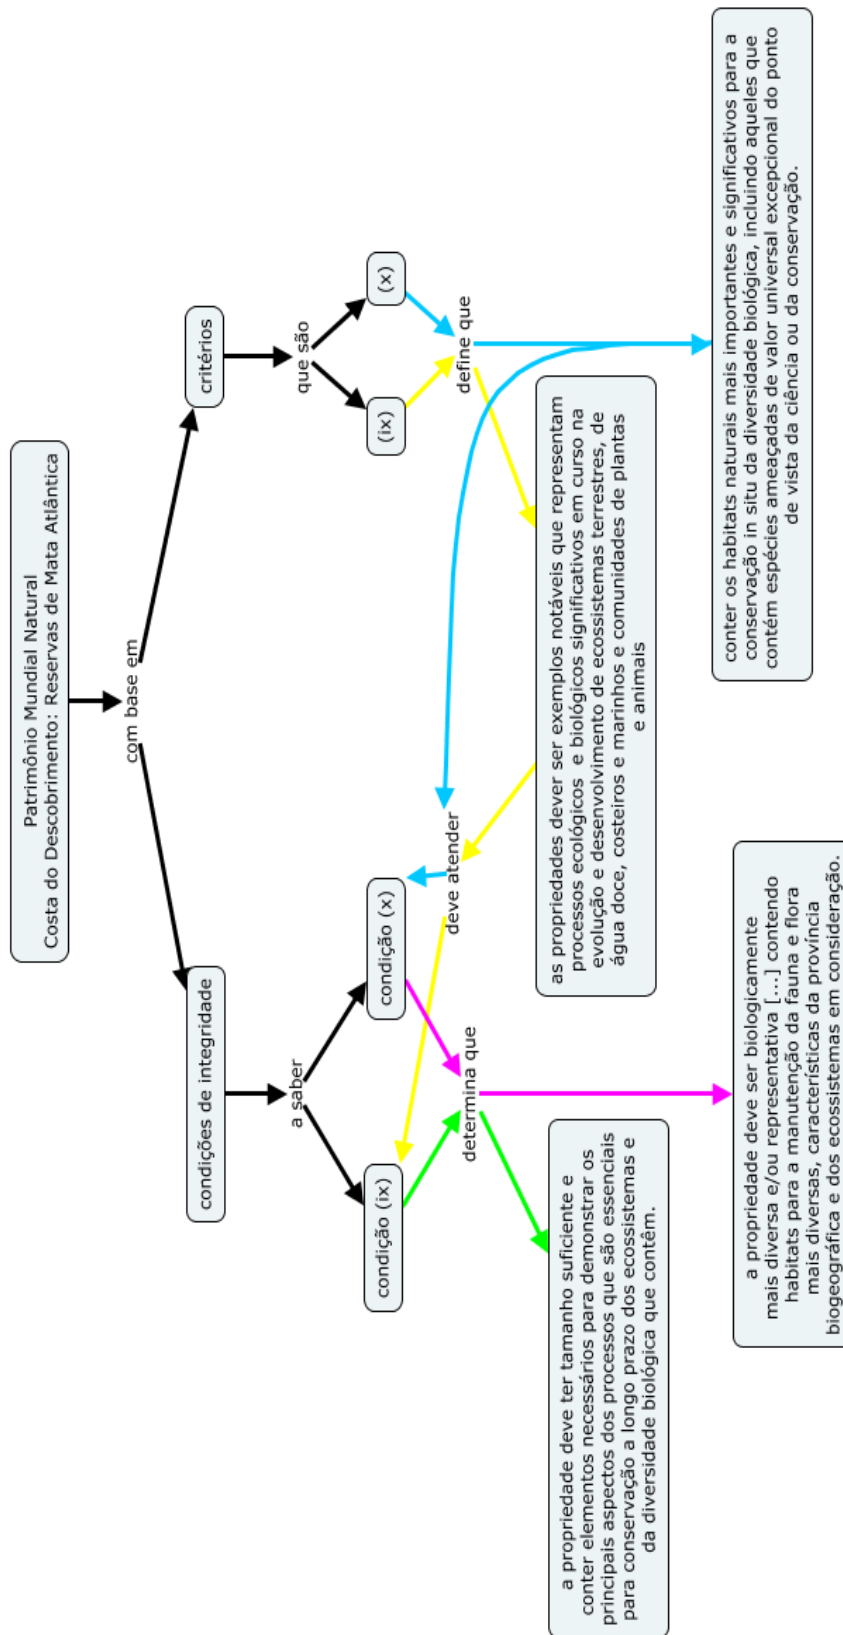 Patrimônio Mundial Natural
Costa do Descobrimento: Reservas de Mata Atlântica
com base em
condições de integridade
critérios
a saber
que são
condição (ix)
condição (x)
(ix)
(x)
determina que
deve atender
define que
a propriedade deve ter tamanho suficiente e
conter elementos necessários para demonstrar os
principais aspectos dos processos que são essenciais
para conservação a longo prazo dos ecossistemas e
da diversidade biológica que contêm.
as propriedades dever ser exemplos notáveis que representam
processos ecológicos e biológicos significativos em curso na
evolução e desenvolvimento de ecossistemas terrestres, de
água doce, costeiros e marinhos e comunidades de plantas
e animais
a propriedade deve ser biologicamente
mais diversa e/ou representativa [...] contendo
habitats para a manutenção da fauna e flora
mais diversas, características da província
biogeográfica e dos ecossistemas em consideração.
conter os habitats naturais mais importantes e significativos para a
conservação in situ da diversidade biológica, incluindo aqueles que
contém espécies ameaçadas de valor universal excepcional do ponto
de vista da ciência ou da conservação.